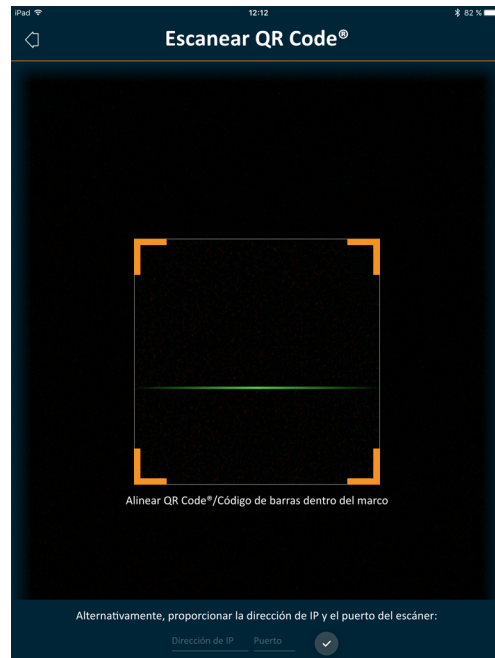 iPad 12:12 82 %
Escanear QR Code®
Alinear QR Code®/Código de barras dentro del marco
Alternativamente, proporcionar la dirección de IP y el puerto del escáner:
Dirección de IP Puerto